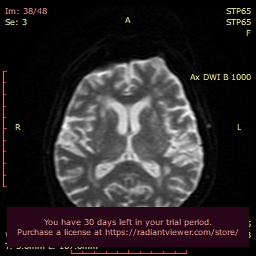 Im: 38/48
STP65
Se: 3
STP65
F
A
Ax DWI B 1000
R
L
You have 30 days left in your trial period.
Purchase a license at https://radiantviewer.com/store/